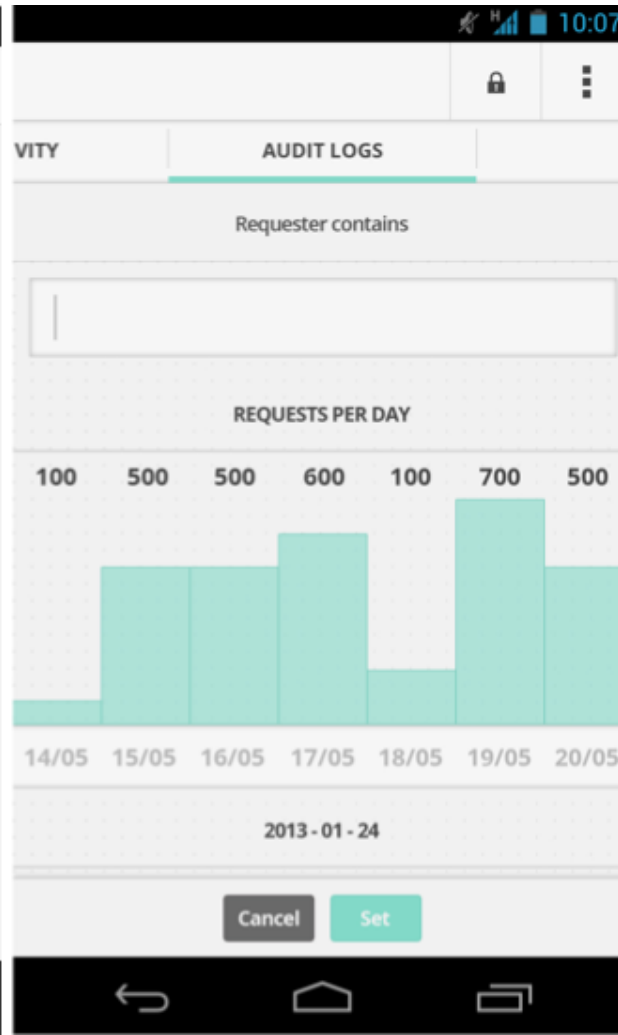 H 10:07
VITY AUDIT LOGS
Requester contains
REQUESTS PER DAY
100 500 500 600 100 700 500
14/05 15/05 16/05 17/05 18/05 19/05 20/05
2013 - 01 - 24
Cancel Set